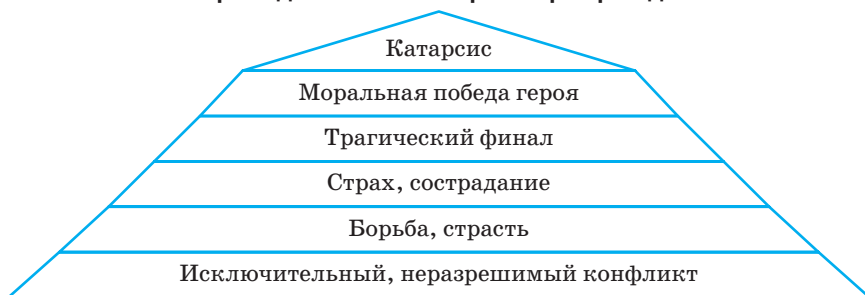 Катарсис
Моральная победа героя
Трагический финал
Страх, сострадание
Борьба, страсть
Исключительный, неразрешимый конфликт